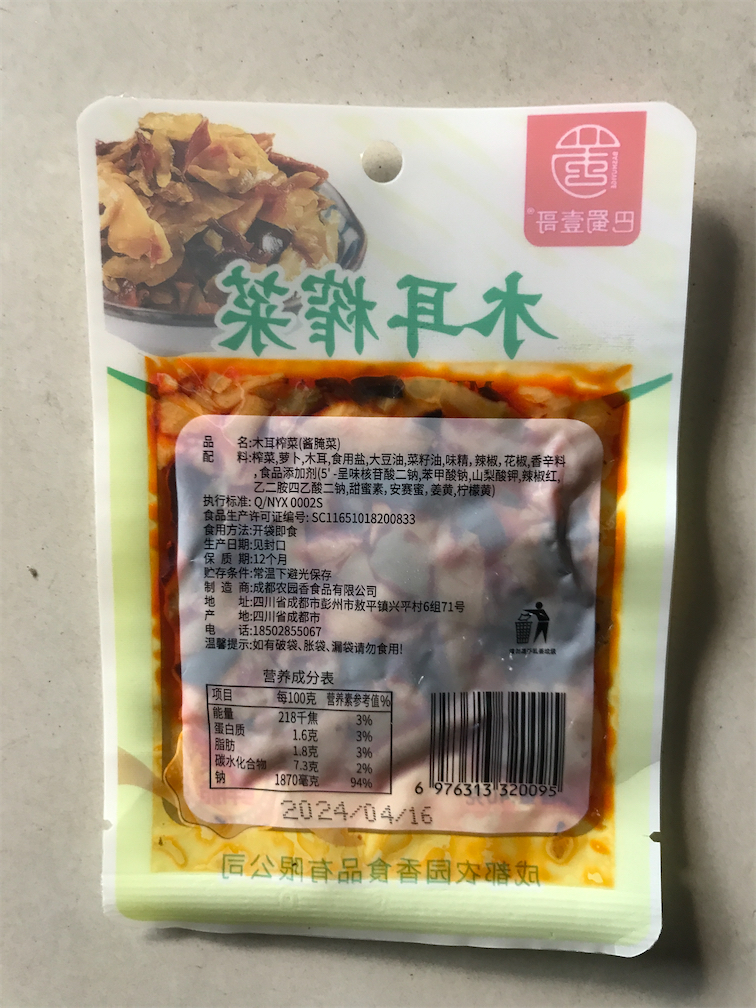 BASHUYIGE
巴蜀壹哥®
木耳榨菜
品 名:木耳榨菜(酱腌菜)
配 料:榨菜,萝卜,木耳,食用盐,大豆油,菜籽油,味精,辣椒,花椒,香辛料
,食品添加剂(5'-呈味核苷酸二钠,苯甲酸钠,山梨酸钾,辣椒红,
乙二胺四乙酸二钠,甜蜜素,安赛蜜,姜黄,柠檬黄)
执行标准: Q/NYX 0002S
食品生产许可证编号: SC11651018200833
食用方法:开袋即食
生产日期:见封口
保 质 期:12个月
贮存条件:常温下避光保存
制 造 商:成都农园香食品有限公司
地 址:四川省成都市彭州市敖平镇兴平村6组71号
产 地:四川省成都市
电 话:18502855067
温馨提示:如有破袋、胀袋、漏袋请勿食用!
营养成分表
项目 每100克 营养素参考值%
能量 218千焦 3%
蛋白质 1.6克 3%
脂肪 1.8克 3%
碳水化合物 7.3克 2%
钠 1870毫克 94%
6 976313 320095
2024/04/16
成都农园香食品有限公司